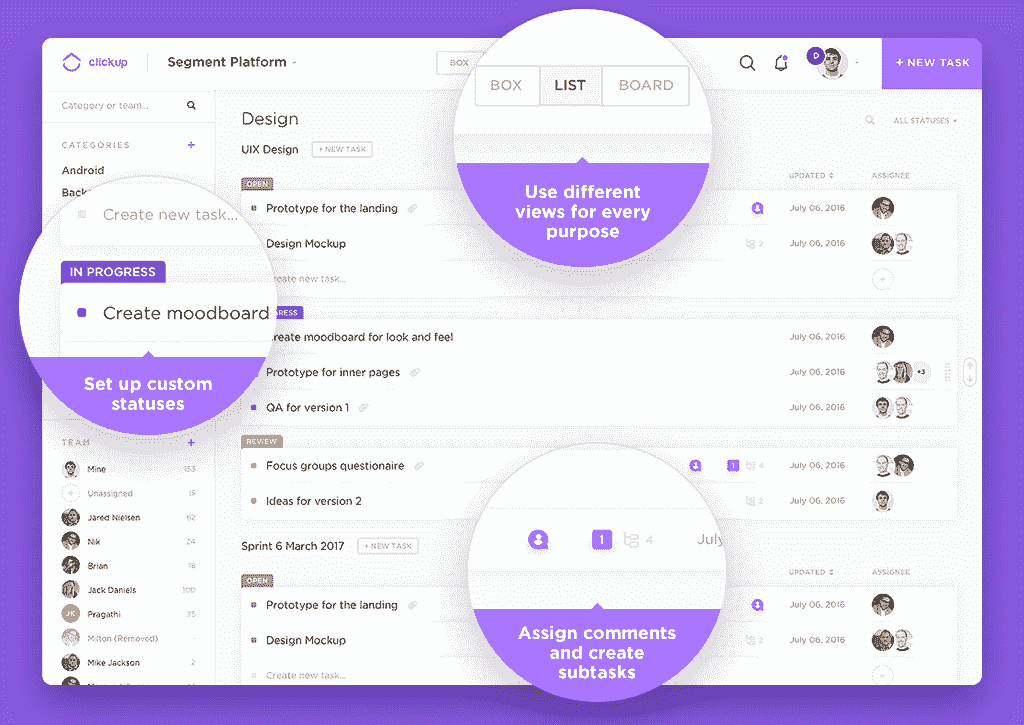 clickup
Segment Platform
BOX
D
+ NEW TASK
BOX
LIST
BOARD
Use different
views for every
purpose
Category or team...
CATEGORIES
+
Android
Create new task...
IN PROGRESS
Create moodboard
Set up custom
statuses
TEAM
+
Mine 153
Unassigned 15
Jared Nielsen 62
Nik 24
Brian 16
Jack Daniels 100
JK Pragathi 35
Milton (Removed) -
Mike Jackson 2
Design
ALL STATUSES
UIX Design
+ NEW TASK
UPDATED
ASSIGNEE
OPEN
Prototype for the landing
July 06, 2016
Design Mockup
2
July 06, 2016
new task...
create moodboard for look and feel
July 06, 2016
Prototype for inner pages
July 06, 2016
+3
QA for version 1
July 06, 2016
REVIEW
Focus groups questionaire
1
4
July 06, 2016
Ideas for version 2
2
July 06, 2016
1
4
July
Assign comments
and create
subtasks
Sprint 6 March 2017
+ NEW TASK
UPDATED
ASSIGNEE
OPEN
Prototype for the landing
July 06, 2016
Design Mockup
2
July 06, 2016
Create new task...